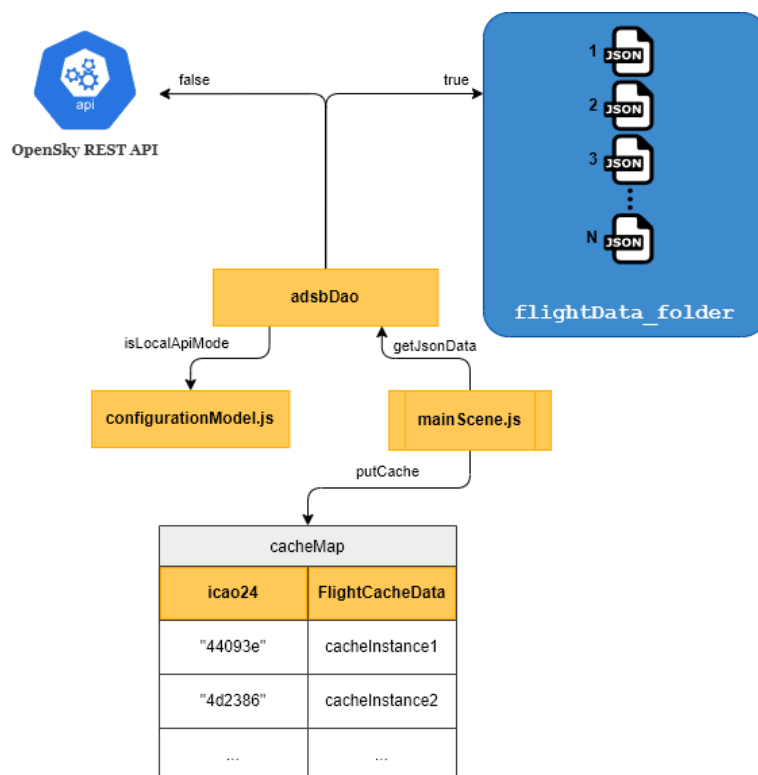 false
true
api
OpenSky REST API
1 JSON
2 JSON
3 JSON
N JSON
flightData_folder
adsbDao
isLocalApiMode
getJsonData
configurationModel.js
mainScene.js
putCache
cacheMap
icao24 FlightCacheData
"44093e" cacheInstance1
"4d2386" cacheInstance2
... ...